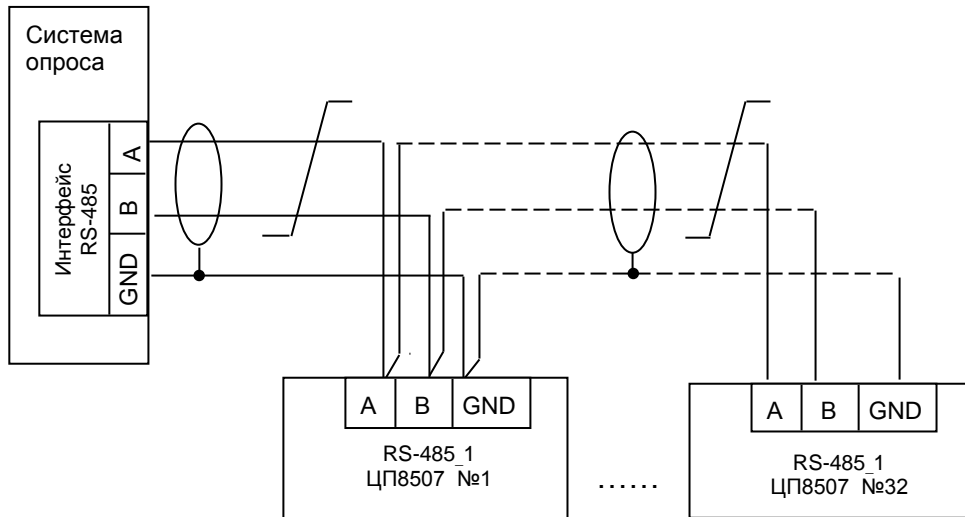 Система
опроса
Интерфейс
RS-485
A
B
GND
A
B
GND
RS-485_1
ЦП8507 №1
......
A
B
GND
RS-485_1
ЦП8507 №32